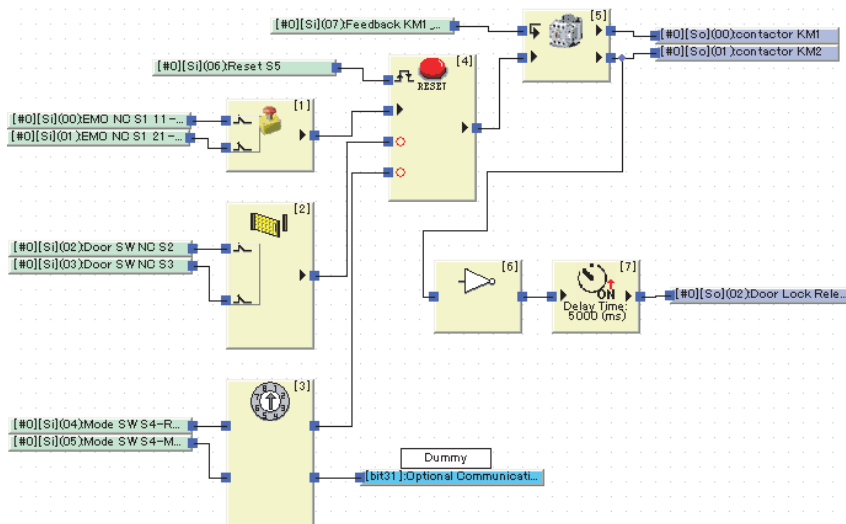 [#0][Si](07):Feedback KM1 _...
[5]
[#0][So](00):contactor KM1
[#0][So](01):contactor KM2
[#0][Si](06):Reset S5
[4]
RESET
[1]
[#0][Si](00):EMO NC S1 11-...
[#0][Si](01):EMO NC S1 21-...
[2]
[#0][Si](02):Door SW NC S2
[#0][Si](03):Door SW NC S3
[6]
[7]
ON
Delay Time:
5000 (ms)
[#0][So](02):Door Lock Rele...
[3]
[#0][Si](04):Mode SW S4-R...
[#0][Si](05):Mode SW S4-M...
Dummy
[bit31]:Optional Communicati...